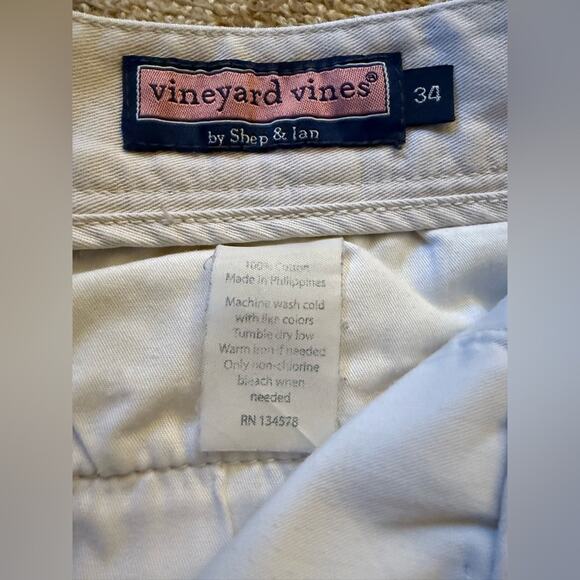 vineyard vines®
by Shep & Ian
34
100% Cotton
Made in Philippines
Machine wash cold
with like colors
Tumble dry low
Warm iron if needed
Only non-chlorine
bleach when
needed
RN 134578